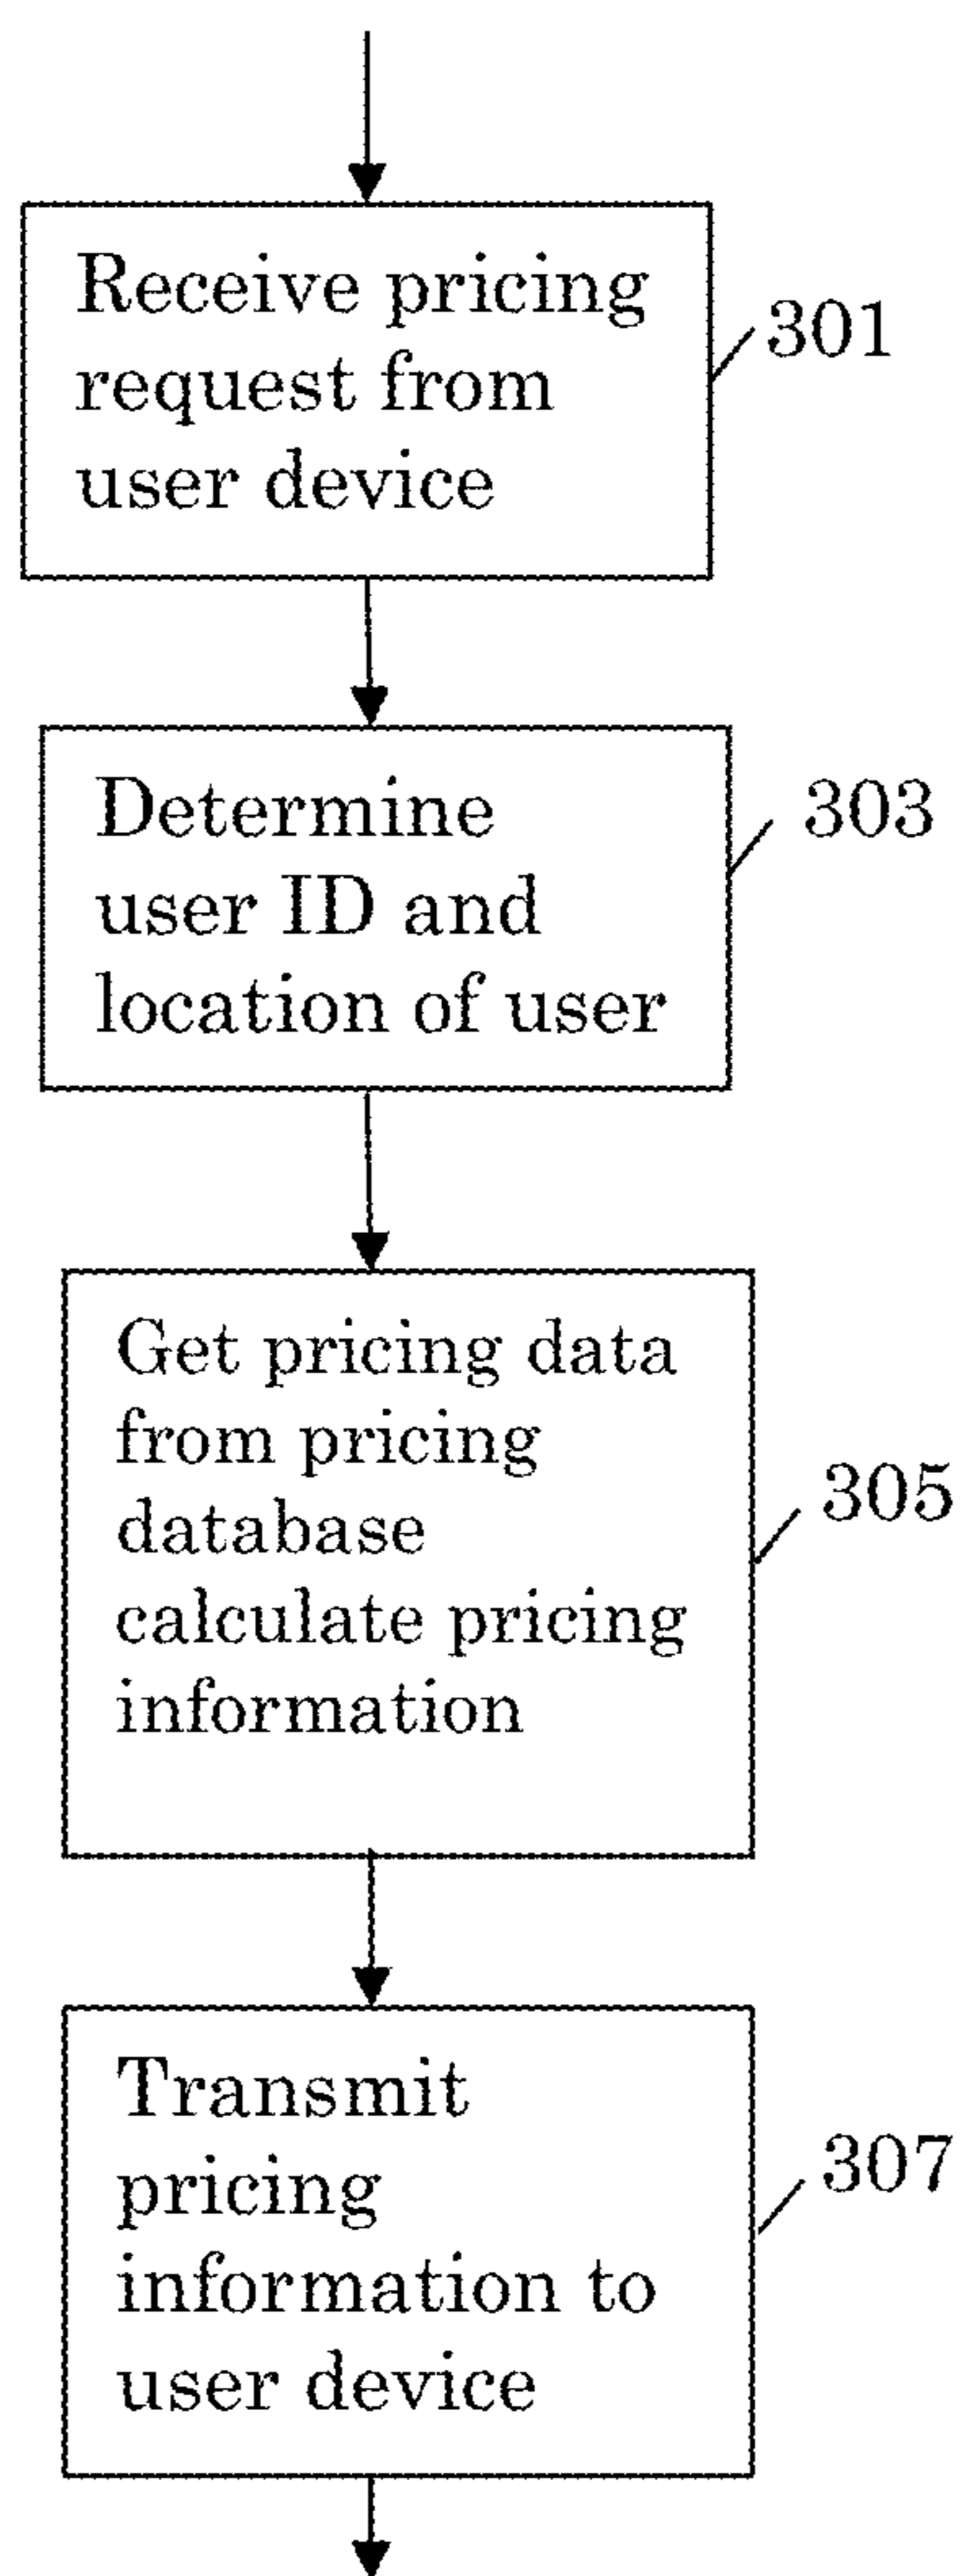 Receive pricing
request from
user device
301
Determine
user ID and
location of user
303
Get pricing data
from pricing
database
calculate pricing
information
305
Transmit
pricing
information to
user device
307